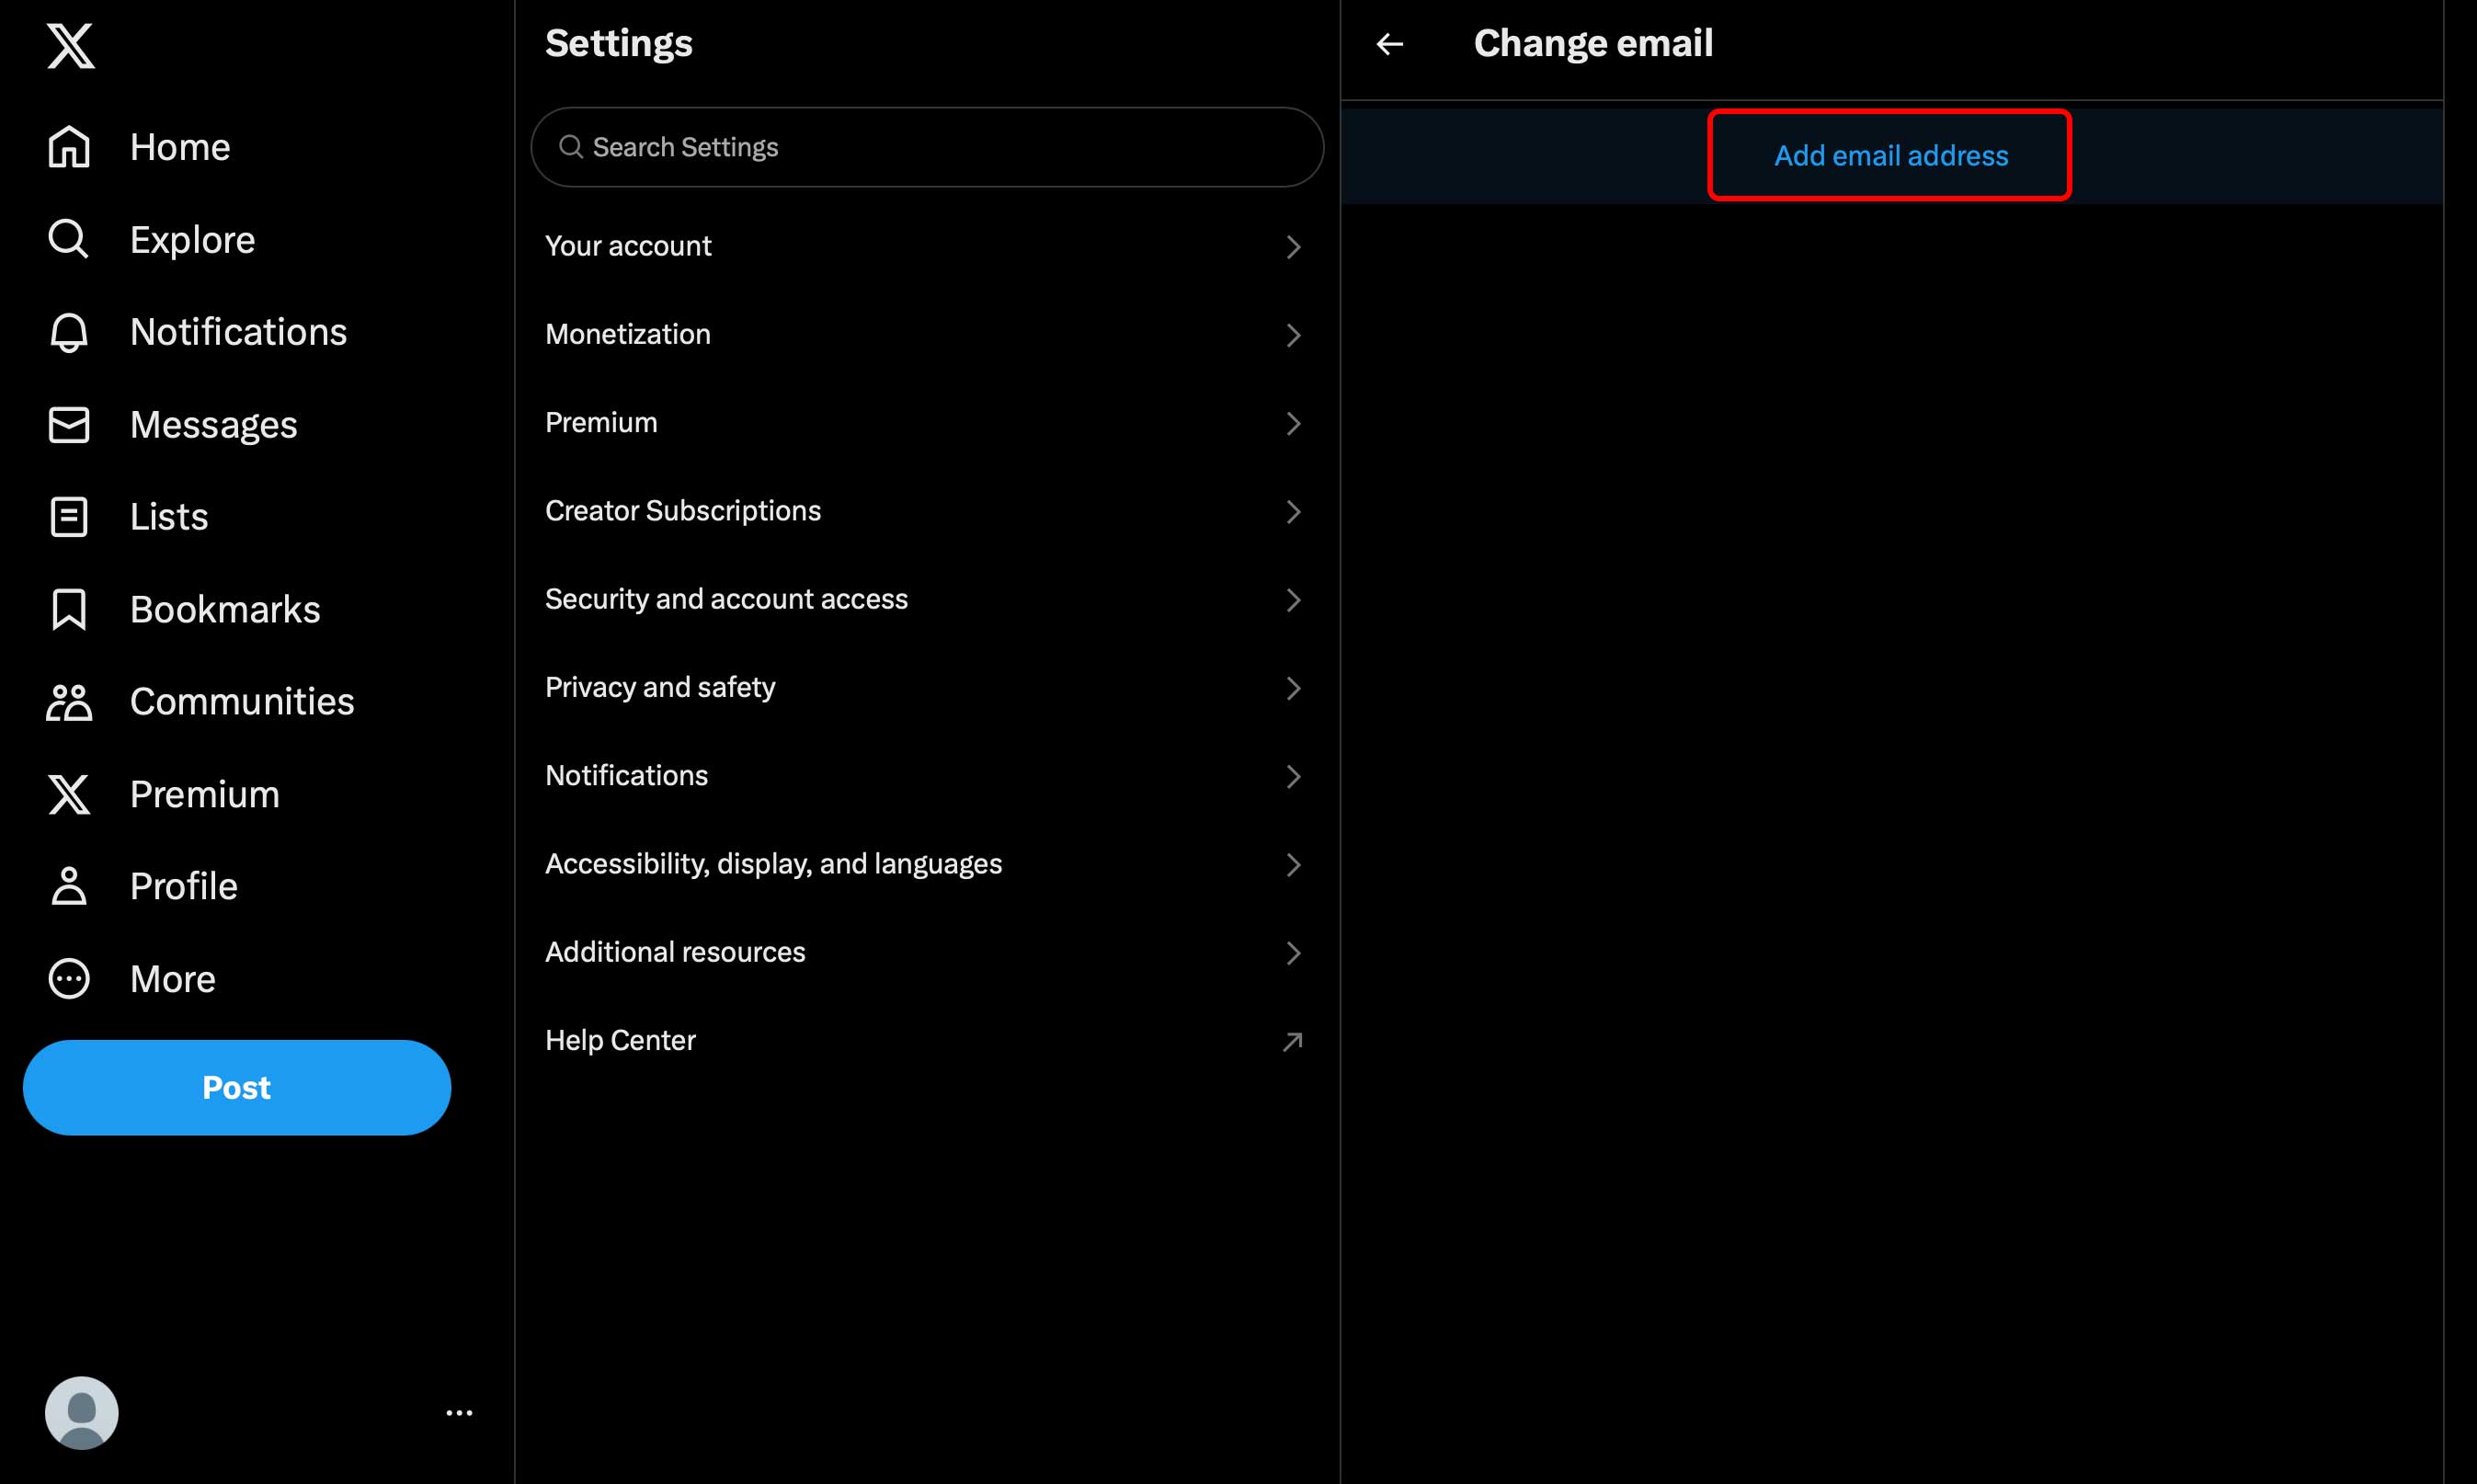 Home
Explore
Notifications
Messages
Lists
Bookmarks
Communities
Premium
Profile
More
Post
Settings
Search Settings
Your account
Monetization
Premium
Creator Subscriptions
Security and account access
Privacy and safety
Notifications
Accessibility, display, and languages
Additional resources
Help Center
Change email
Add email address